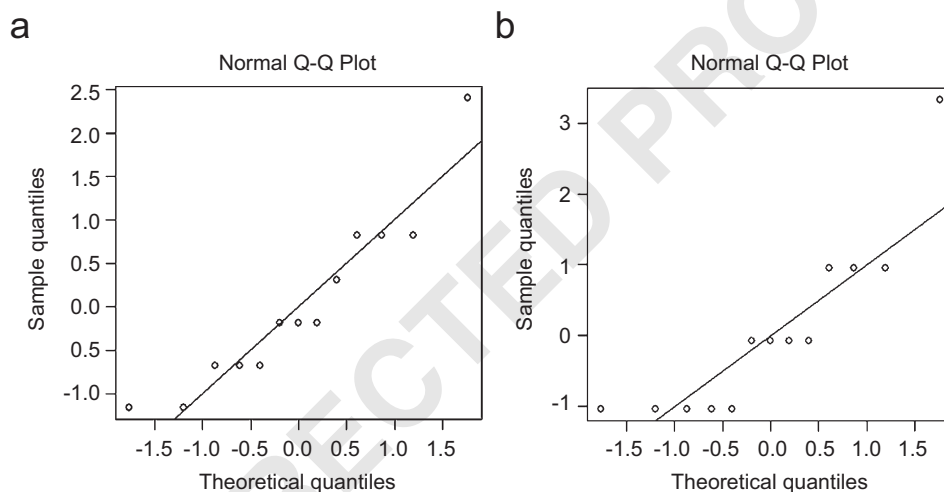 a
b
Normal Q-Q Plot
Normal Q-Q Plot
Sample quantiles
2.5
2.0
1.5
1.0
0.5
0.0
0.5
-1.0
-1.5 -1.0 -0.5 0.0 0.5 1.0 1.5
Theoretical quantiles
Sample quantiles
3
2
1
0
-1
-1.5 -1.0 -0.5 0.0 0.5 1.0 1.5
Theoretical quantiles
ECTED PRO